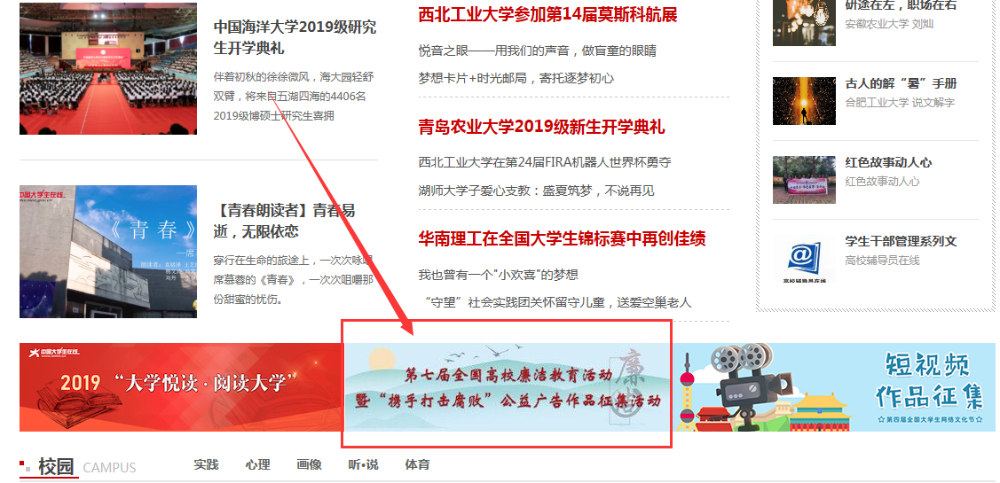 中国海洋大学2019级研究
生开学典礼
伴着初秋的徐徐微风，海大园轻舒
双臂，将来自五湖四海的4406名
2019级博硕士研究生喜拥
中国大学生在线
《青春》
【青春朗读者】青春易
逝，无限依恋
穿行在生命的旅途上，一次次咏唱
席慕蓉的《青春》，一次次咀嚼那
份甜蜜的忧伤。
西北工业大学参加第14届莫斯科航展
悦音之眼——用我们的声音，做盲童的眼睛
梦想卡片+时光邮局，寄托逐梦初心
青岛农业大学2019级新生开学典礼
西北工业大学在第24届FIRA机器人世界杯勇夺
湖师大学子爱心支教：盛夏筑梦，不说再见
华南理工在全国大学生锦标赛中再创佳绩
我也曾有一个"小欢喜"的梦想
“守望”社会实践团关怀留守儿童，送爱空巢老人
研途在左，职场在右
安徽农业大学 刘灿
古人的解“暑”手册
合肥工业大学 说文解字
红色故事动人心
红色故事动人心
学生干部管理系列文
高校辅导员在线
高校辅导员在线
中国大学生在线
2019 “大学悦读·阅读大学”
第七届全国高校廉洁教育活动
暨“携手打击腐败”公益广告作品征集活动
廉洁
短视频
作品征集
☆第四届全国大学生网络文化节☆
校园 CAMPUS 实践 心理 画像 听•说 体育